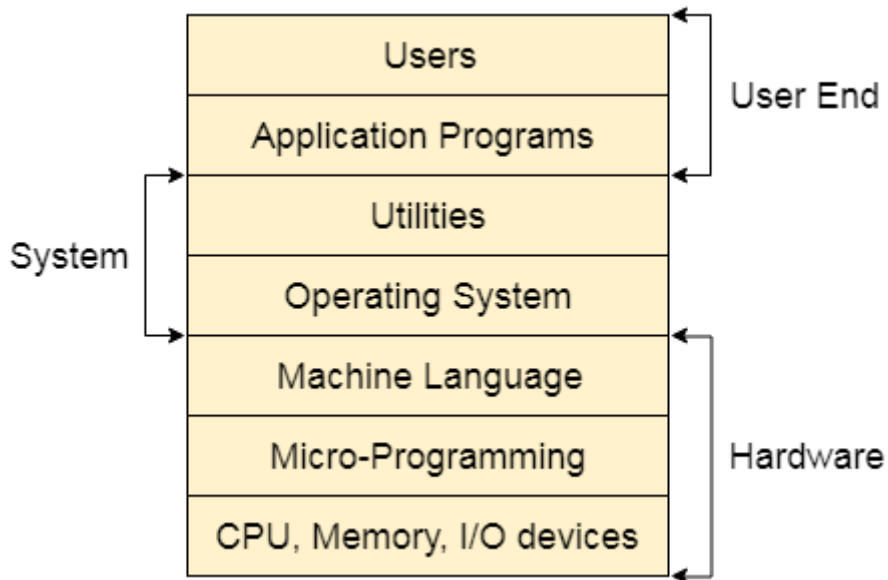 Users
User End
Application Programs
Utilities
System
Operating System
Machine Language
Micro-Programming
Hardware
CPU, Memory, I/O devices